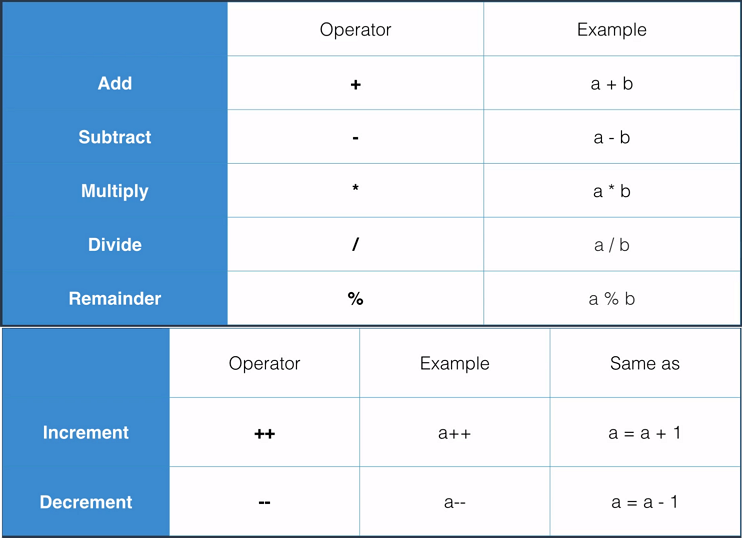 Operator Example
Add + a + b
Subtract - a - b
Multiply * a * b
Divide / a / b
Remainder % a % b
Operator Example Same as
Increment ++ a++ a = a + 1
Decrement -- a-- a = a - 1